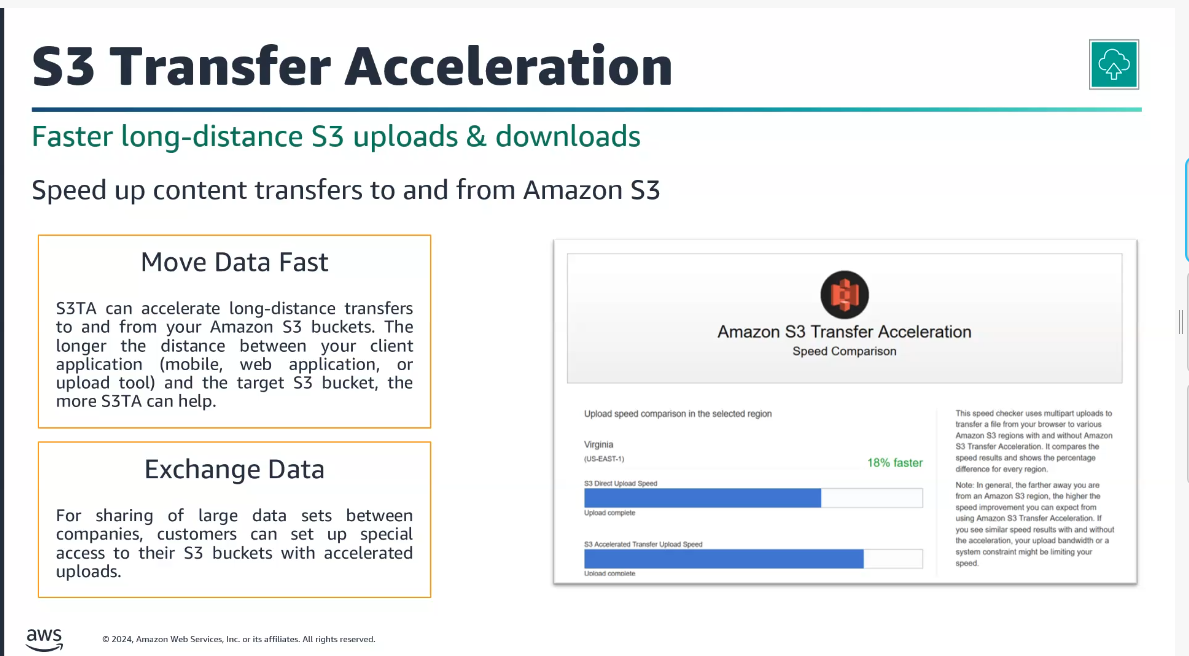 S3 Transfer Acceleration
Faster long-distance S3 uploads & downloads
Speed up content transfers to and from Amazon S3
Move Data Fast
S3TA can accelerate long-distance transfers
to and from your Amazon S3 buckets. The
longer the distance between your client
application (mobile, web application, or
upload tool) and the target S3 bucket, the
more S3TA can help.
Exchange Data
For sharing of large data sets between
companies, customers can set up special
access to their S3 buckets with accelerated
uploads.
Amazon S3 Transfer Acceleration
Speed Comparison
Upload speed comparison in the selected region
Virginia
(US-EAST-1)
18% faster
S3 Direct Upload Speed
Upload complete
S3 Accelerated Transfer Upload Speed
Upload complete
This speed checker uses multipart uploads to
transfer a file from your browser to various
Amazon S3 regions with and without Amazon
S3 Transfer Acceleration. It compares the
speed results and shows the percentage
difference for every region.
Note: In general, the farther away you are
from an Amazon S3 region, the higher the
speed improvement you can expect from
using Amazon S3 Transfer Acceleration. If
you see similar speed results with and without
the acceleration, your upload bandwidth or a
system constraint might be limiting your
speed.
aws
© 2024, Amazon Web Services, Inc. or its affiliates. All rights reserved.